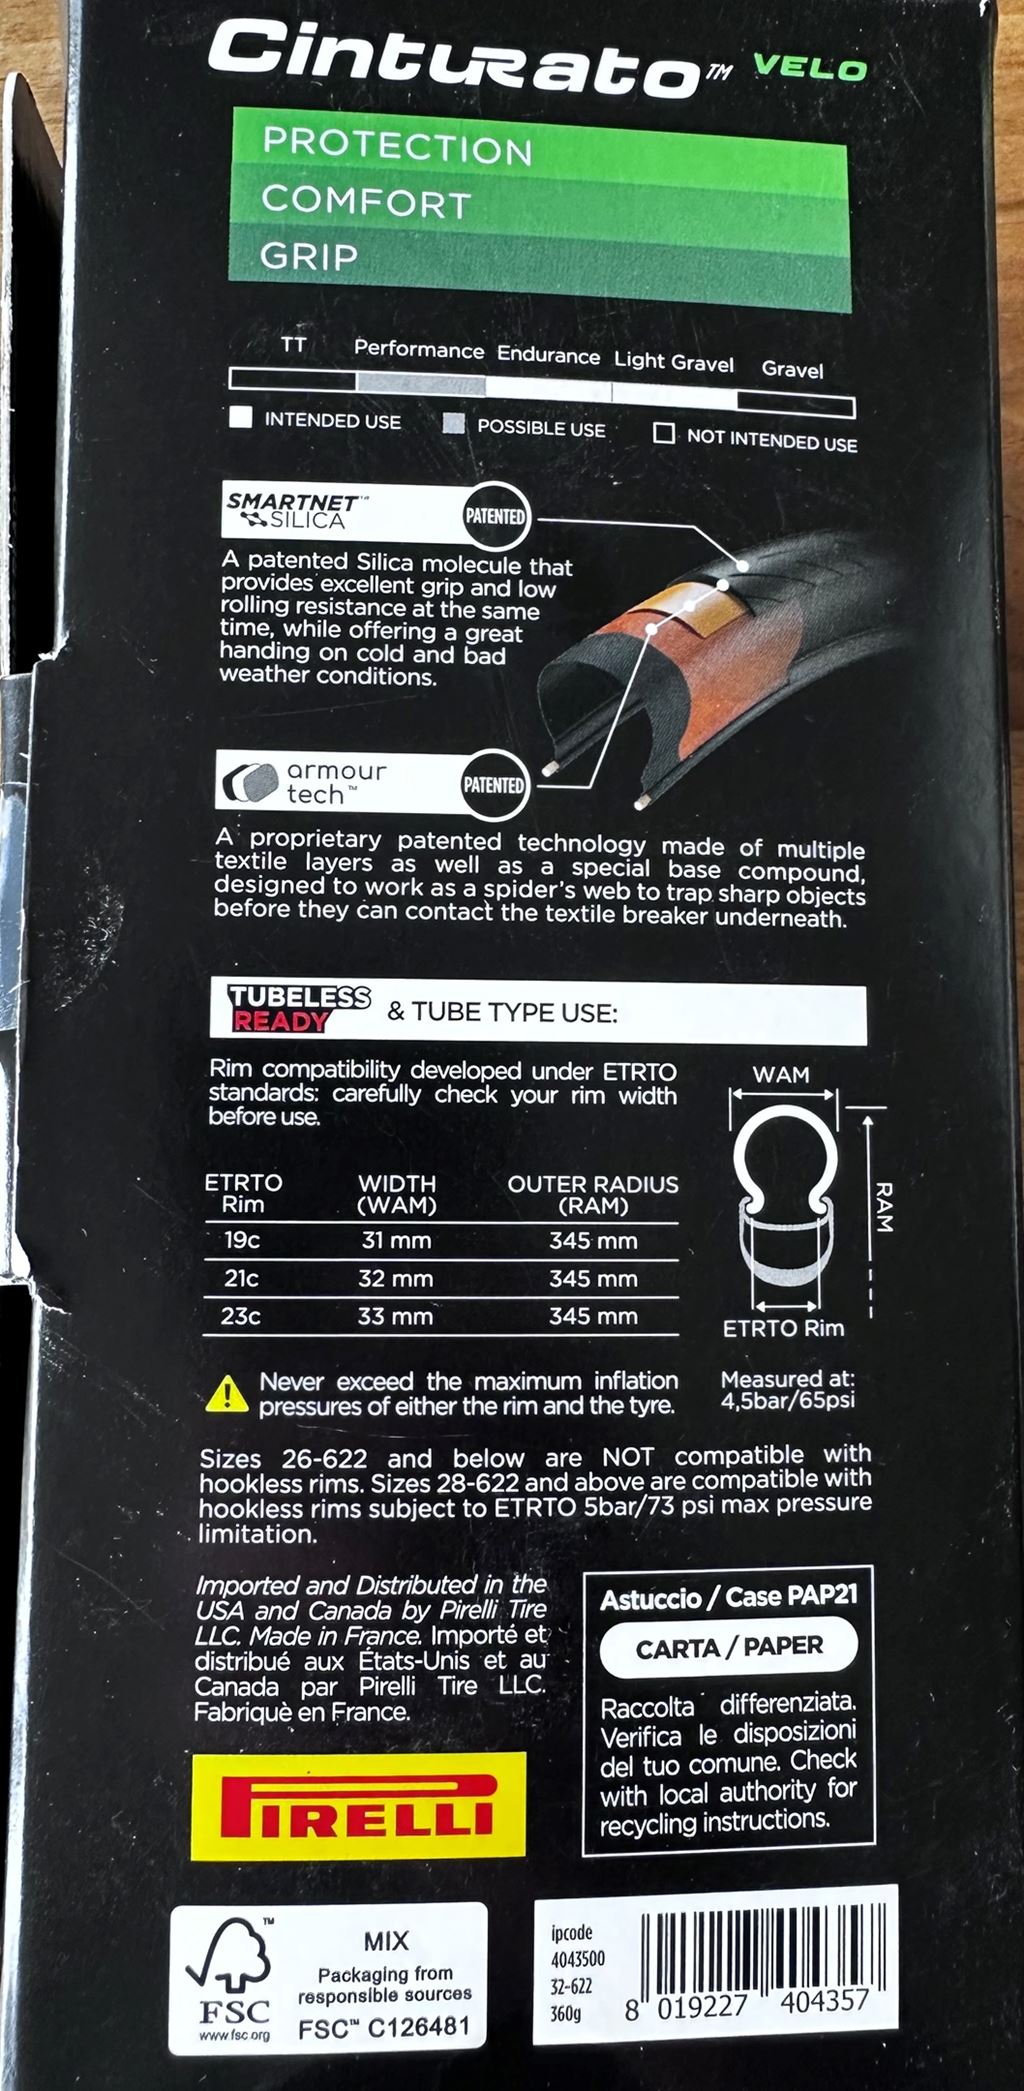 Cinturato™ VELO
PROTECTION
COMFORT
GRIP
TT Performance Endurance Light Gravel Gravel
INTENDED USE POSSIBLE USE NOT INTENDED USE
SMARTNET™
SILICA
PATENTED
A patented Silica molecule that
provides excellent grip and low
rolling resistance at the same
time, while offering a great
handing on cold and bad
weather conditions.
armour
tech™
PATENTED
A proprietary patented technology made of multiple
textile layers as well as a special base compound,
designed to work as a spider's web to trap sharp objects
before they can contact the textile breaker underneath.
TUBELESS
READY
& TUBE TYPE USE:
Rim compatibility developed under ETRTO
standards: carefully check your rim width
before use.
ETRTO Rim WIDTH (WAM) OUTER RADIUS (RAM)
19c 31 mm 345 mm
21c 32 mm 345 mm
23c 33 mm 345 mm
WAM
RAM
ETRTO Rim
Never exceed the maximum inflation
pressures of either the rim and the tyre.
Measured at:
4,5bar/65psi
Sizes 26-622 and below are NOT compatible with
hookless rims. Sizes 28-622 and above are compatible with
hookless rims subject to ETRTO 5bar/73 psi max pressure
limitation.
Imported and Distributed in the
USA and Canada by Pirelli Tire
LLC. Made in France. Importé et
distribué aux États-Unis et au
Canada par Pirelli Tire LLC.
Fabriquè en France.
Astuccio / Case PAP21
CARTA / PAPER
Raccolta differenziata.
Verifica le disposizioni
del tuo comune. Check
with local authority for
recycling instructions.
PIRELLI
FSC
www.fsc.org
™
MIX
Packaging from
responsible sources
FSC™ C126481
ipcode
4043500
32-622
360g
8 019227 404357